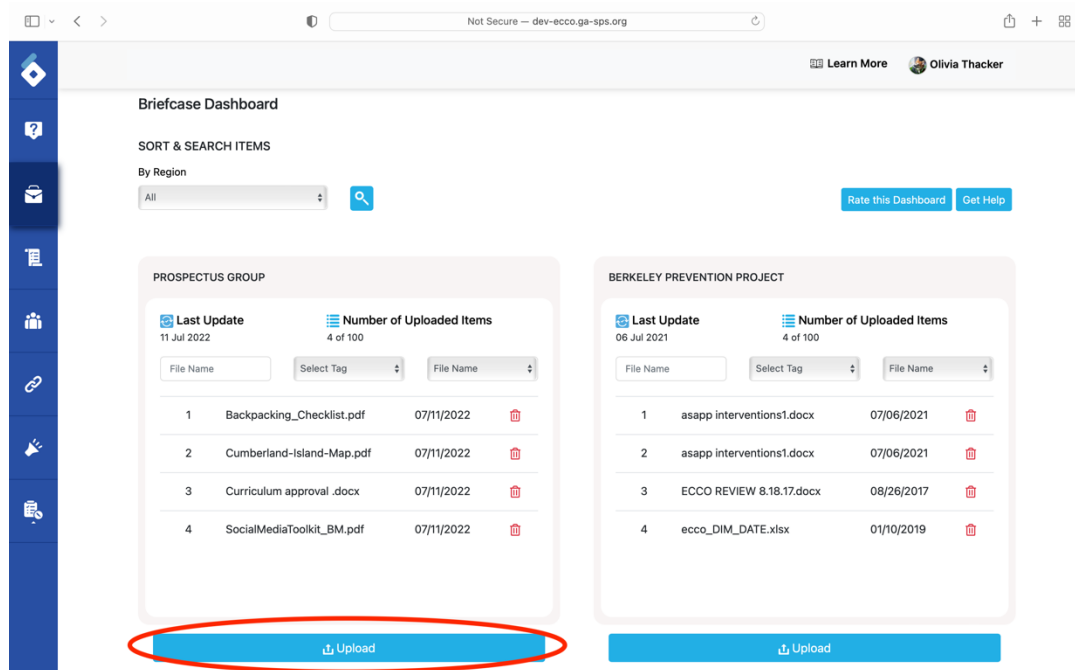 Not Secure — dev-ecco.ga-sps.org
Learn More Olivia Thacker
Briefcase Dashboard
SORT & SEARCH ITEMS
By Region
All
Rate this Dashboard Get Help
PROSPECTUS GROUP
Last Update Number of Uploaded Items
11 Jul 2022 4 of 100
File Name Select Tag File Name
1 Backpacking_Checklist.pdf 07/11/2022
2 Cumberland-Island-Map.pdf 07/11/2022
3 Curriculum approval .docx 07/11/2022
4 SocialMediaToolkit_BM.pdf 07/11/2022
Upload
BERKELEY PREVENTION PROJECT
Last Update Number of Uploaded Items
06 Jul 2021 4 of 100
File Name Select Tag File Name
1 asapp interventions1.docx 07/06/2021
2 asapp interventions1.docx 07/06/2021
3 ECCO REVIEW 8.18.17.docx 08/26/2017
4 ecco_DIM_DATE.xlsx 01/10/2019
Upload